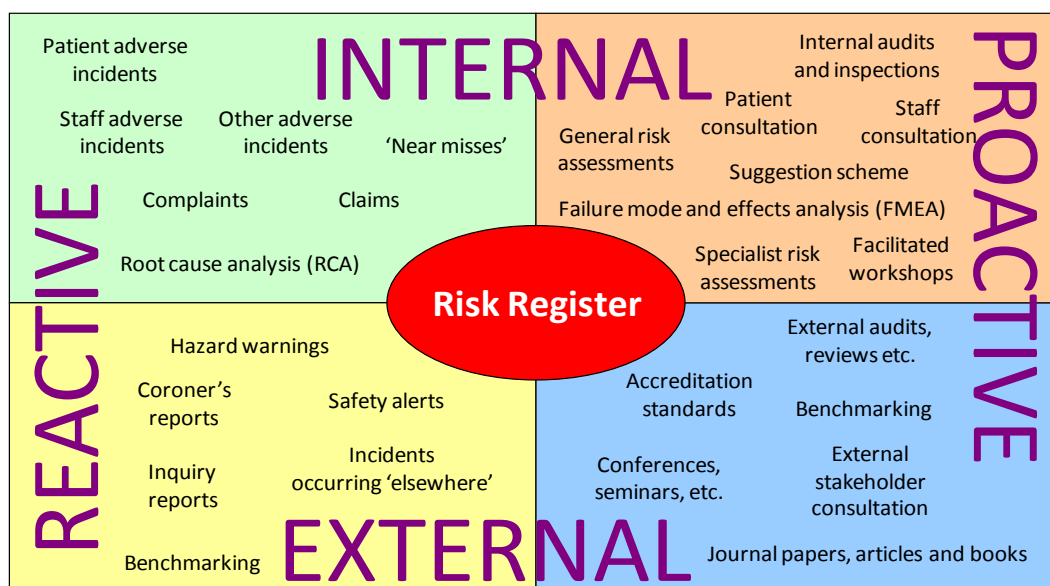 INTERNAL
EXTERNAL
REACTIVE
PROACTIVE
Risk Register
Patient adverse
incidents
Staff adverse
incidents
Other adverse
incidents
‘Near misses’
Complaints
Claims
Root cause analysis (RCA)
Internal audits
and inspections
Patient
consultation
Staff
consultation
General risk
assessments
Suggestion scheme
Failure mode and effects analysis (FMEA)
Specialist risk
assessments
Facilitated
workshops
Hazard warnings
Coroner’s
reports
Safety alerts
Inquiry
reports
Incidents
occurring ‘elsewhere’
Benchmarking
External audits,
reviews etc.
Accreditation
standards
Benchmarking
Conferences,
seminars, etc.
External
stakeholder
consultation
Journal papers, articles and books